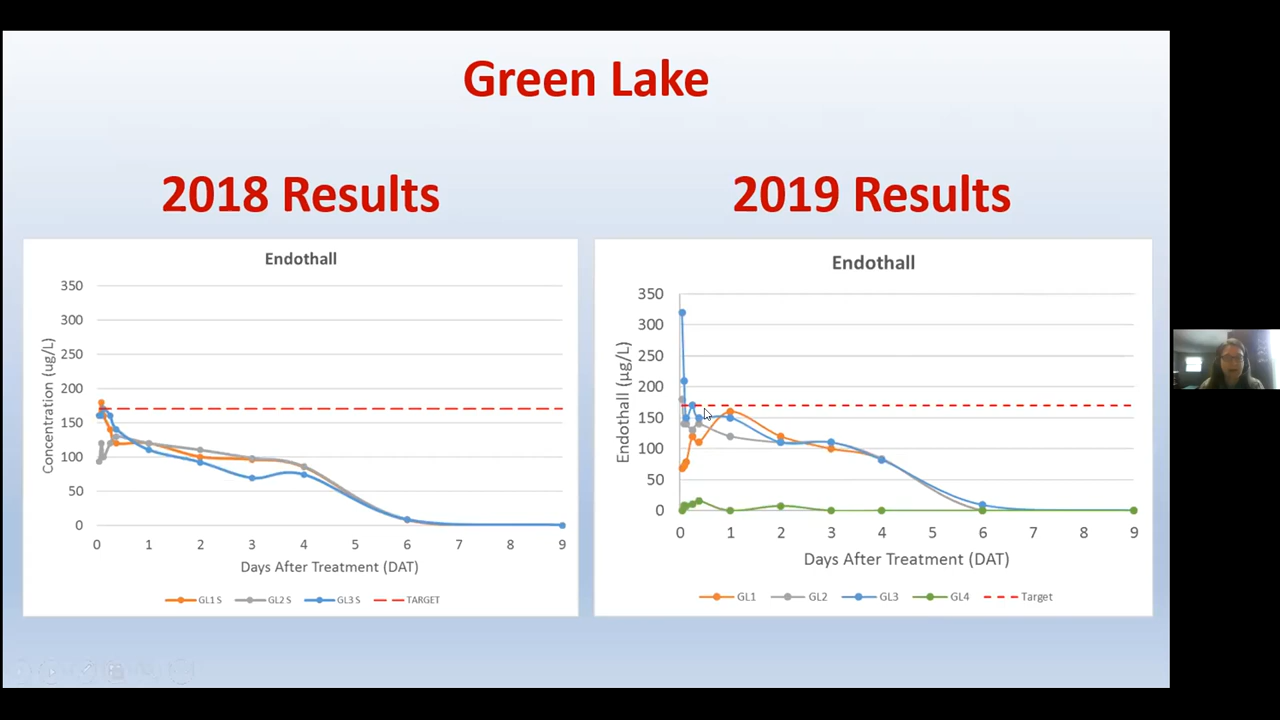 Green Lake
2018 Results
2019 Results
Endothall
350
300
250
200
150
100
50
0
Concentration (ug/L)
0 1 2 3 4 5 6 7 8 9
Days After Treatment (DAT)
GL1 S GL2 S GL3 S TARGET
Endothall
350
300
250
200
150
100
50
0
Endothall (µg/L)
0 1 2 3 4 5 6 7 8 9
Days After Treatment (DAT)
GL1 GL2 GL3 GL4 Target